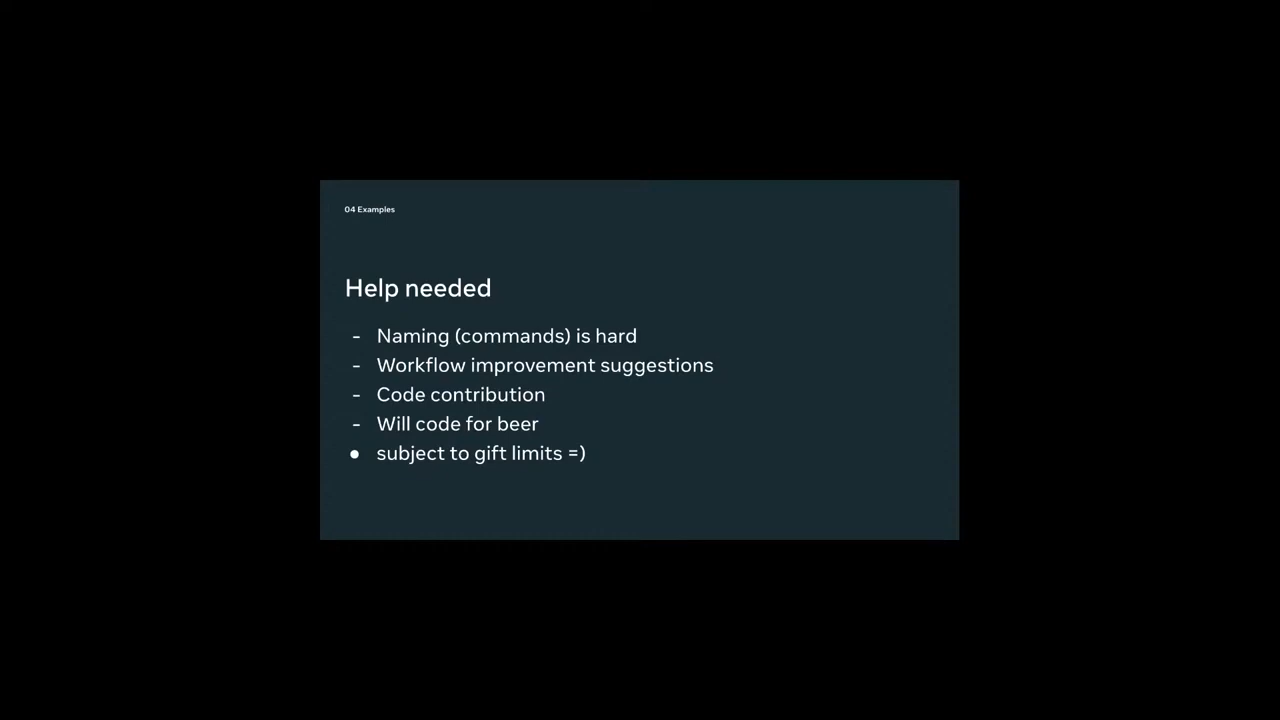 04 Examples
Help needed
- Naming (commands) is hard
- Workflow improvement suggestions
- Code contribution
- Will code for beer
● subject to gift limits =)